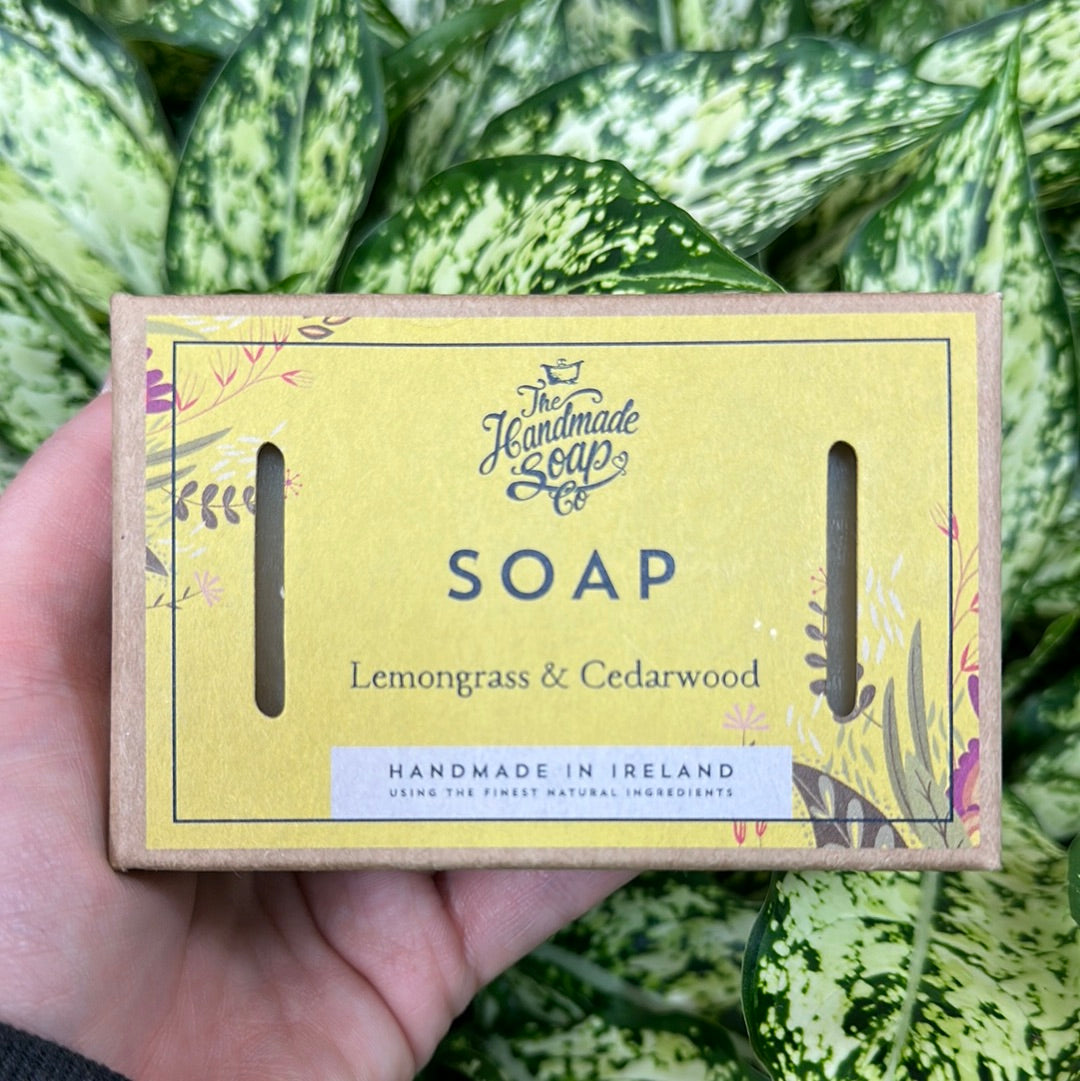 The
Handmade
Soap
Co
SOAP
Lemongrass & Cedarwood
HANDMADE IN IRELAND
USING THE FINEST NATURAL INGREDIENTS